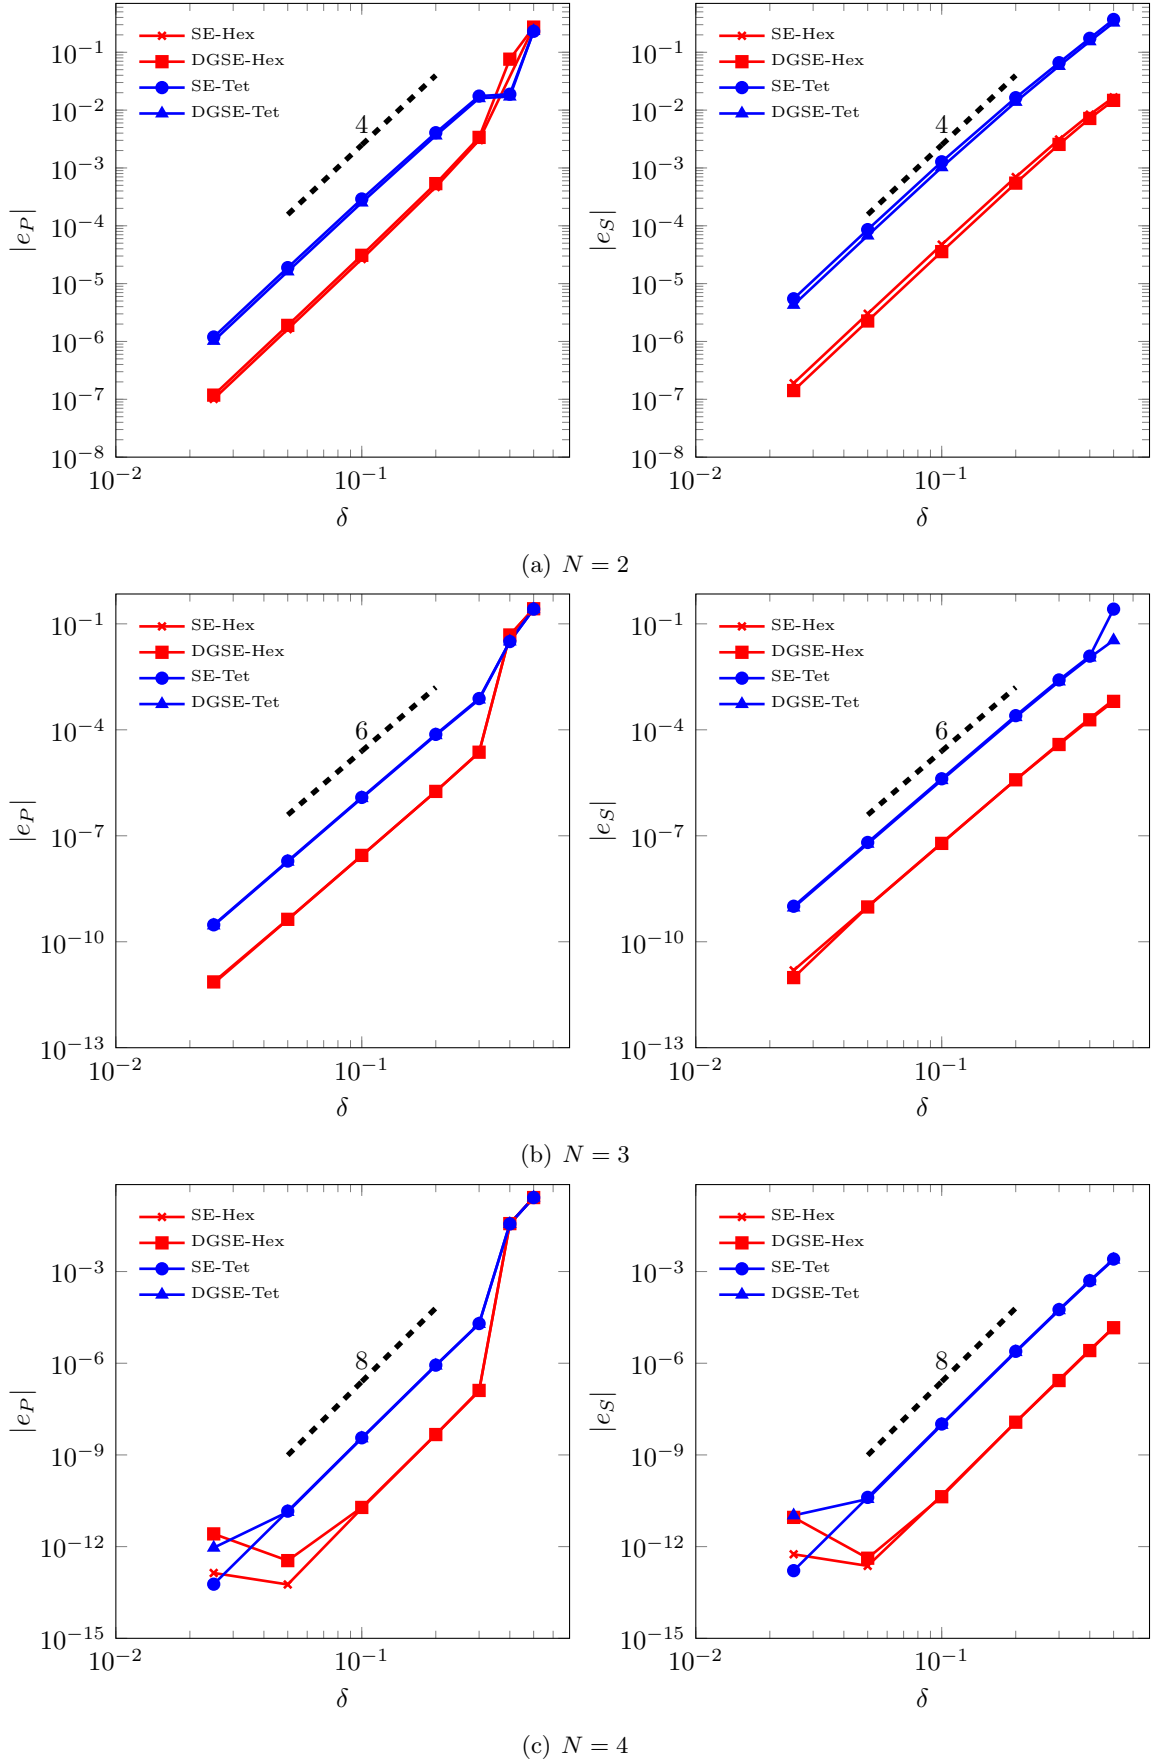 SE-Hex
DGSE-Hex
SE-Tet
DGSE-Tet
4
10⁻¹
10⁻²
10⁻³
10⁻⁴
10⁻⁵
10⁻⁶
10⁻⁷
10⁻⁸
|e_P|
10⁻² 10⁻¹
δ
SE-Hex
DGSE-Hex
SE-Tet
DGSE-Tet
4
10⁻¹
10⁻²
10⁻³
10⁻⁴
10⁻⁵
10⁻⁶
10⁻⁷
10⁻⁸
|e_S|
10⁻² 10⁻¹
δ
(a) N = 2
SE-Hex
DGSE-Hex
SE-Tet
DGSE-Tet
6
10⁻¹
10⁻⁴
10⁻⁷
10⁻¹⁰
10⁻¹³
|e_P|
10⁻² 10⁻¹
δ
SE-Hex
DGSE-Hex
SE-Tet
DGSE-Tet
6
10⁻¹
10⁻⁴
10⁻⁷
10⁻¹⁰
10⁻¹³
|e_S|
10⁻² 10⁻¹
δ
(b) N = 3
SE-Hex
DGSE-Hex
SE-Tet
DGSE-Tet
8
10⁻³
10⁻⁶
10⁻⁹
10⁻¹²
10⁻¹⁵
|e_P|
10⁻² 10⁻¹
δ
SE-Hex
DGSE-Hex
SE-Tet
DGSE-Tet
8
10⁻³
10⁻⁶
10⁻⁹
10⁻¹²
10⁻¹⁵
|e_S|
10⁻² 10⁻¹
δ
(c) N = 4